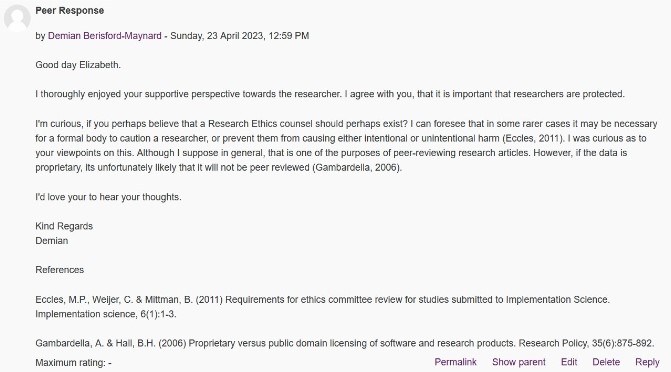 Peer Response
by Demian Berisford-Maynard - Sunday, 23 April 2023, 12:59 PM
Good day Elizabeth.
I thoroughly enjoyed your supportive perspective towards the researcher. I agree with you, that it is important that researchers are protected.
I'm curious, if you perhaps believe that a Research Ethics counsel should perhaps exist? I can foresee that in some rarer cases it may be necessary
for a formal body to caution a researcher, or prevent them from causing either intentional or unintentional harm (Eccles, 2011). I was curious as to
your viewpoints on this. Although I suppose in general, that is one of the purposes of peer-reviewing research articles. However, if the data is
proprietary, its unfortunately likely that it will not be peer reviewed (Gambardella, 2006).
I'd love your to hear your thoughts.
Kind Regards
Demian
References
Eccles, M.P., Weijer, C. & Mittman, B. (2011) Requirements for ethics committee review for studies submitted to Implementation Science.
Implementation science, 6(1):1-3.
Gambardella, A. & Hall, B.H. (2006) Proprietary versus public domain licensing of software and research products. Research Policy, 35(6):875-892.
Maximum rating: - Permalink Show parent Edit Delete Reply